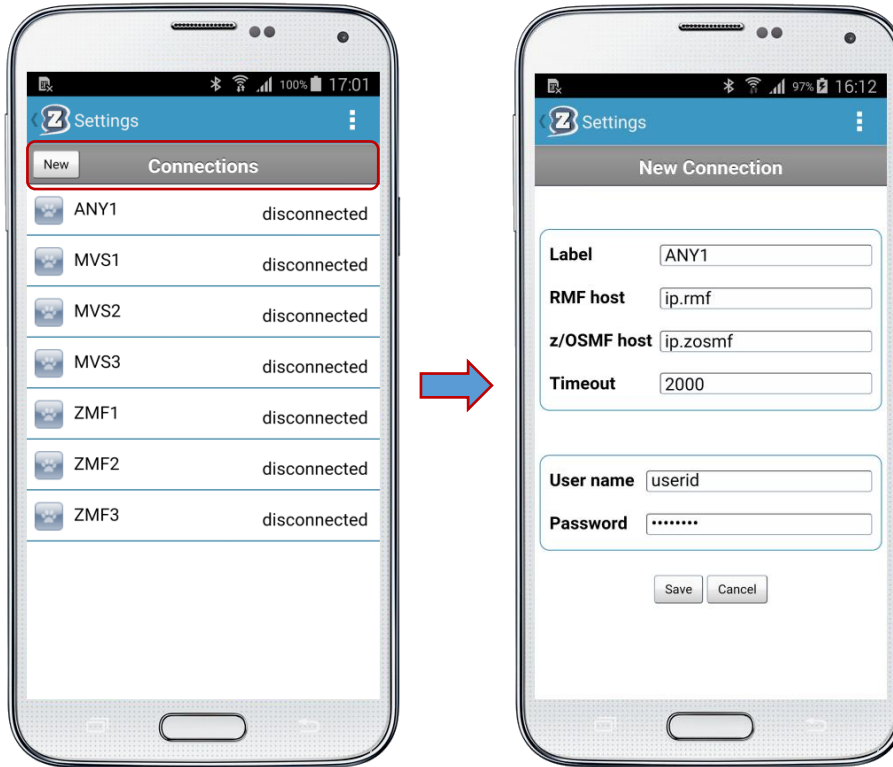 100% 17:01
Z Settings
New Connections
ANY1 disconnected
MVS1 disconnected
MVS2 disconnected
MVS3 disconnected
ZMF1 disconnected
ZMF2 disconnected
ZMF3 disconnected
97% 16:12
Z Settings
New Connection
Label ANY1
RMF host ip.rmf
z/OSMF host ip.zosmf
Timeout 2000
User name userid
Password ••••••••
Save Cancel